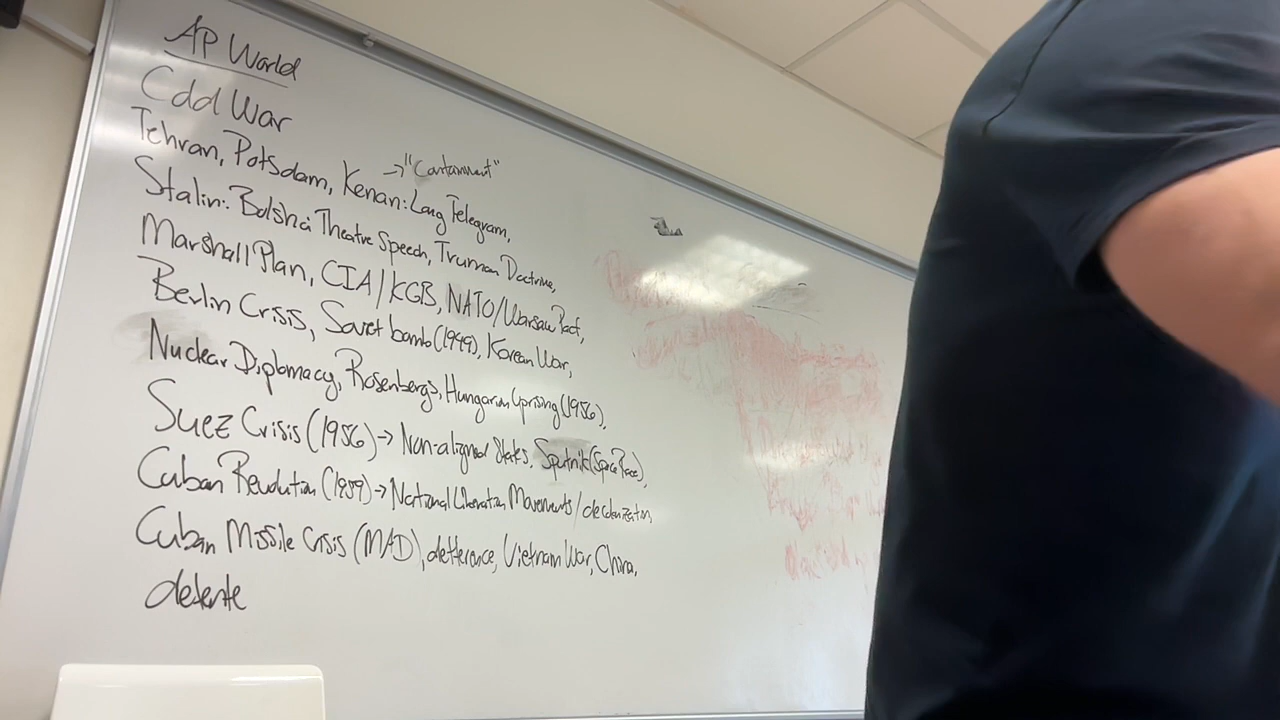 AP World
Cold War
→ "Containment"
Tehran, Potsdam, Kenan: Long Telegram,
Stalin: Bolshoi Theatre Speech, Truman Doctrine,
Marshall Plan, CIA/KGB, NATO/Warsaw Pact,
Berlin Crisis, Soviet bomb (1949), Korean War,
Nuclear Diplomacy, Rosenbergs, Hungarian Uprising (1956),
Suez Crisis (1956) → Non-aligned States, Sputnik (Space Race),
Cuban Revolution (1959) → National Liberation Movements/decolonization,
Cuban Missile Crisis (MAD), detterance, Vietnam War, China,
detente